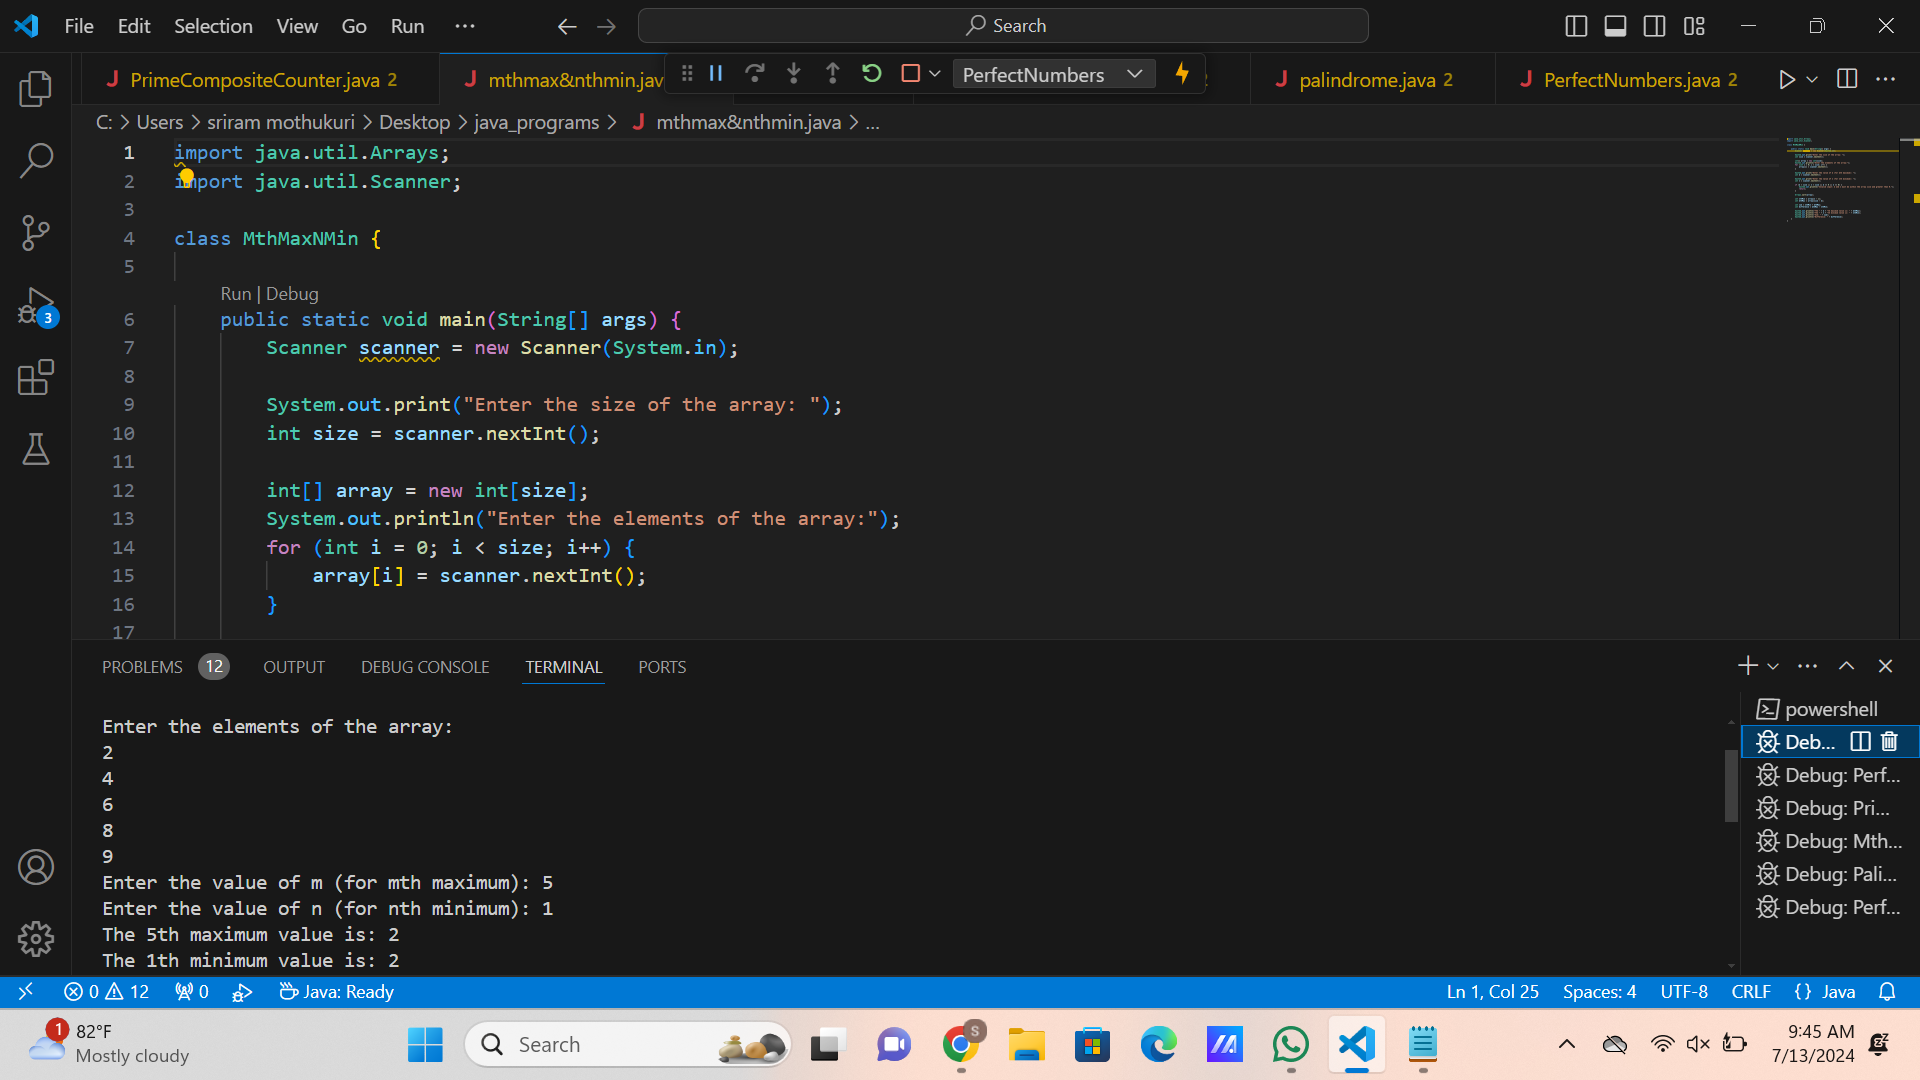 File Edit Selection View Go Run ··· Search
PrimeCompositeCounter.java 2 mthmax&nthmin.jav PerfectNumbers palindrome.java 2 PerfectNumbers.java 2 ···
C: > Users > sriram mothukuri > Desktop > java_programs > mthmax&nthmin.java > ...
1 import java.util.Arrays;
2 import java.util.Scanner;
3
4 class MthMaxNMin {
5
Run | Debug
6 public static void main(String[] args) {
7 Scanner scanner = new Scanner(System.in);
8
9 System.out.print("Enter the size of the array: ");
10 int size = scanner.nextInt();
11
12 int[] array = new int[size];
13 System.out.println("Enter the elements of the array:");
14 for (int i = 0; i < size; i++) {
15 array[i] = scanner.nextInt();
16 }
17
3
PROBLEMS 12 OUTPUT DEBUG CONSOLE TERMINAL PORTS
Enter the elements of the array:
2
4
6
8
9
Enter the value of m (for mth maximum): 5
Enter the value of n (for nth minimum): 1
The 5th maximum value is: 2
The 1th minimum value is: 2
powershell
Deb...
Debug: Perf...
Debug: Pri...
Debug: Mth...
Debug: Pali...
Debug: Perf...
0 12 0 Java: Ready Ln 1, Col 25 Spaces: 4 UTF-8 CRLF {} Java
1 82°F
Mostly cloudy
Search
S
9:45 AM
7/13/2024